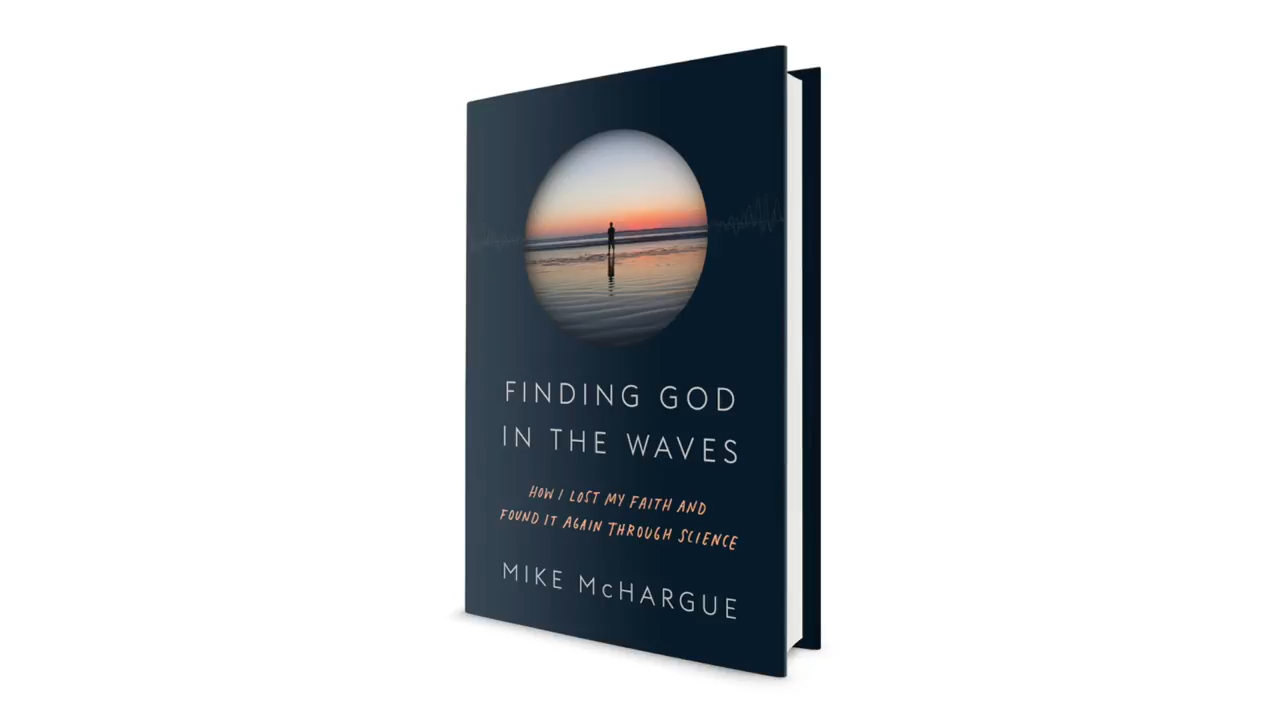 FINDING GOD
IN THE WAVES
HOW I LOST MY FAITH AND
FOUND IT AGAIN THROUGH SCIENCE
MIKE McHARGUE